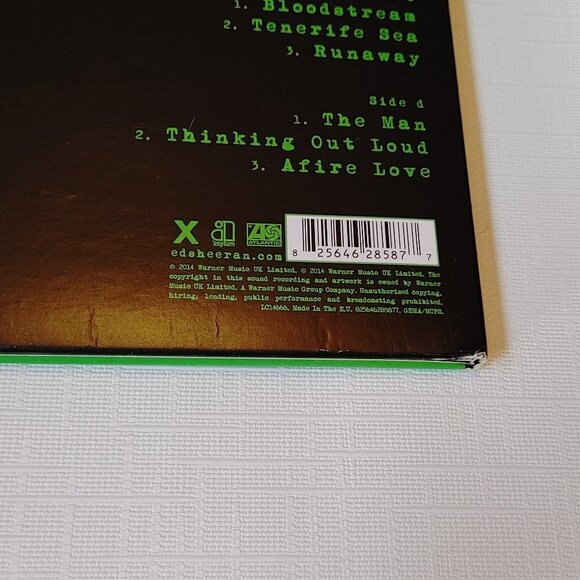 1. Bloodstream
2. Tenerife Sea
3. Runaway
Side d
1. The Man
2. Thinking Out Loud
3. Afire Love
X asylum ATLANTIC
8 25646 28587 7
edsheeran.com
℗ 2014 Warner Music UK Limited. © 2014 Warner Music UK Limited. The
copyright in this sound recording and artwork is owned by Warner
Music UK Limited. A Warner Music Group Company. Unauthorised copying,
hiring, lending, public performance and broadcasting prohibited.
LC14666. Made In The E.U. 825646285877. GEMA/MCPS.